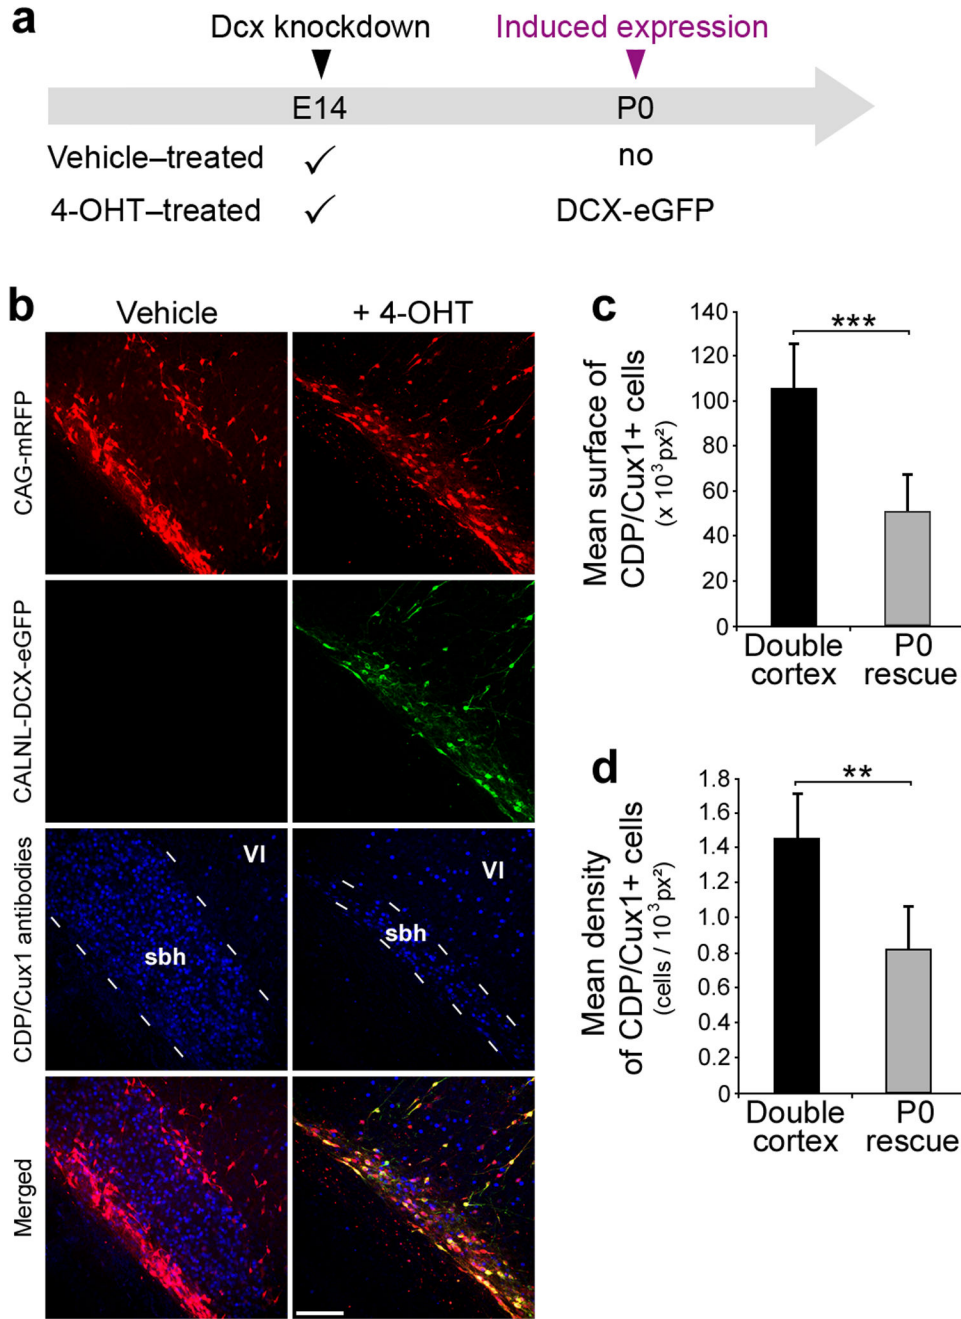 a
Dcx knockdown
Induced expression
E14
P0
Vehicle–treated ✓ no
4-OHT–treated ✓ DCX-eGFP
b
Vehicle
+ 4-OHT
CAG-mRFP
CALNL-DCX-eGFP
CDP/Cux1 antibodies
VI
sbh
VI
sbh
Merged
c
Mean surface of
CDP/Cux1+ cells
(x 10³px²)
140
120
100
80
60
40
20
0
***
Double
cortex
P0
rescue
d
Mean density
of CDP/Cux1+ cells
(cells / 10³px²)
1.8
1.6
1.4
1.2
1.0
0.8
0.6
0.4
0.2
0
**
Double
cortex
P0
rescue